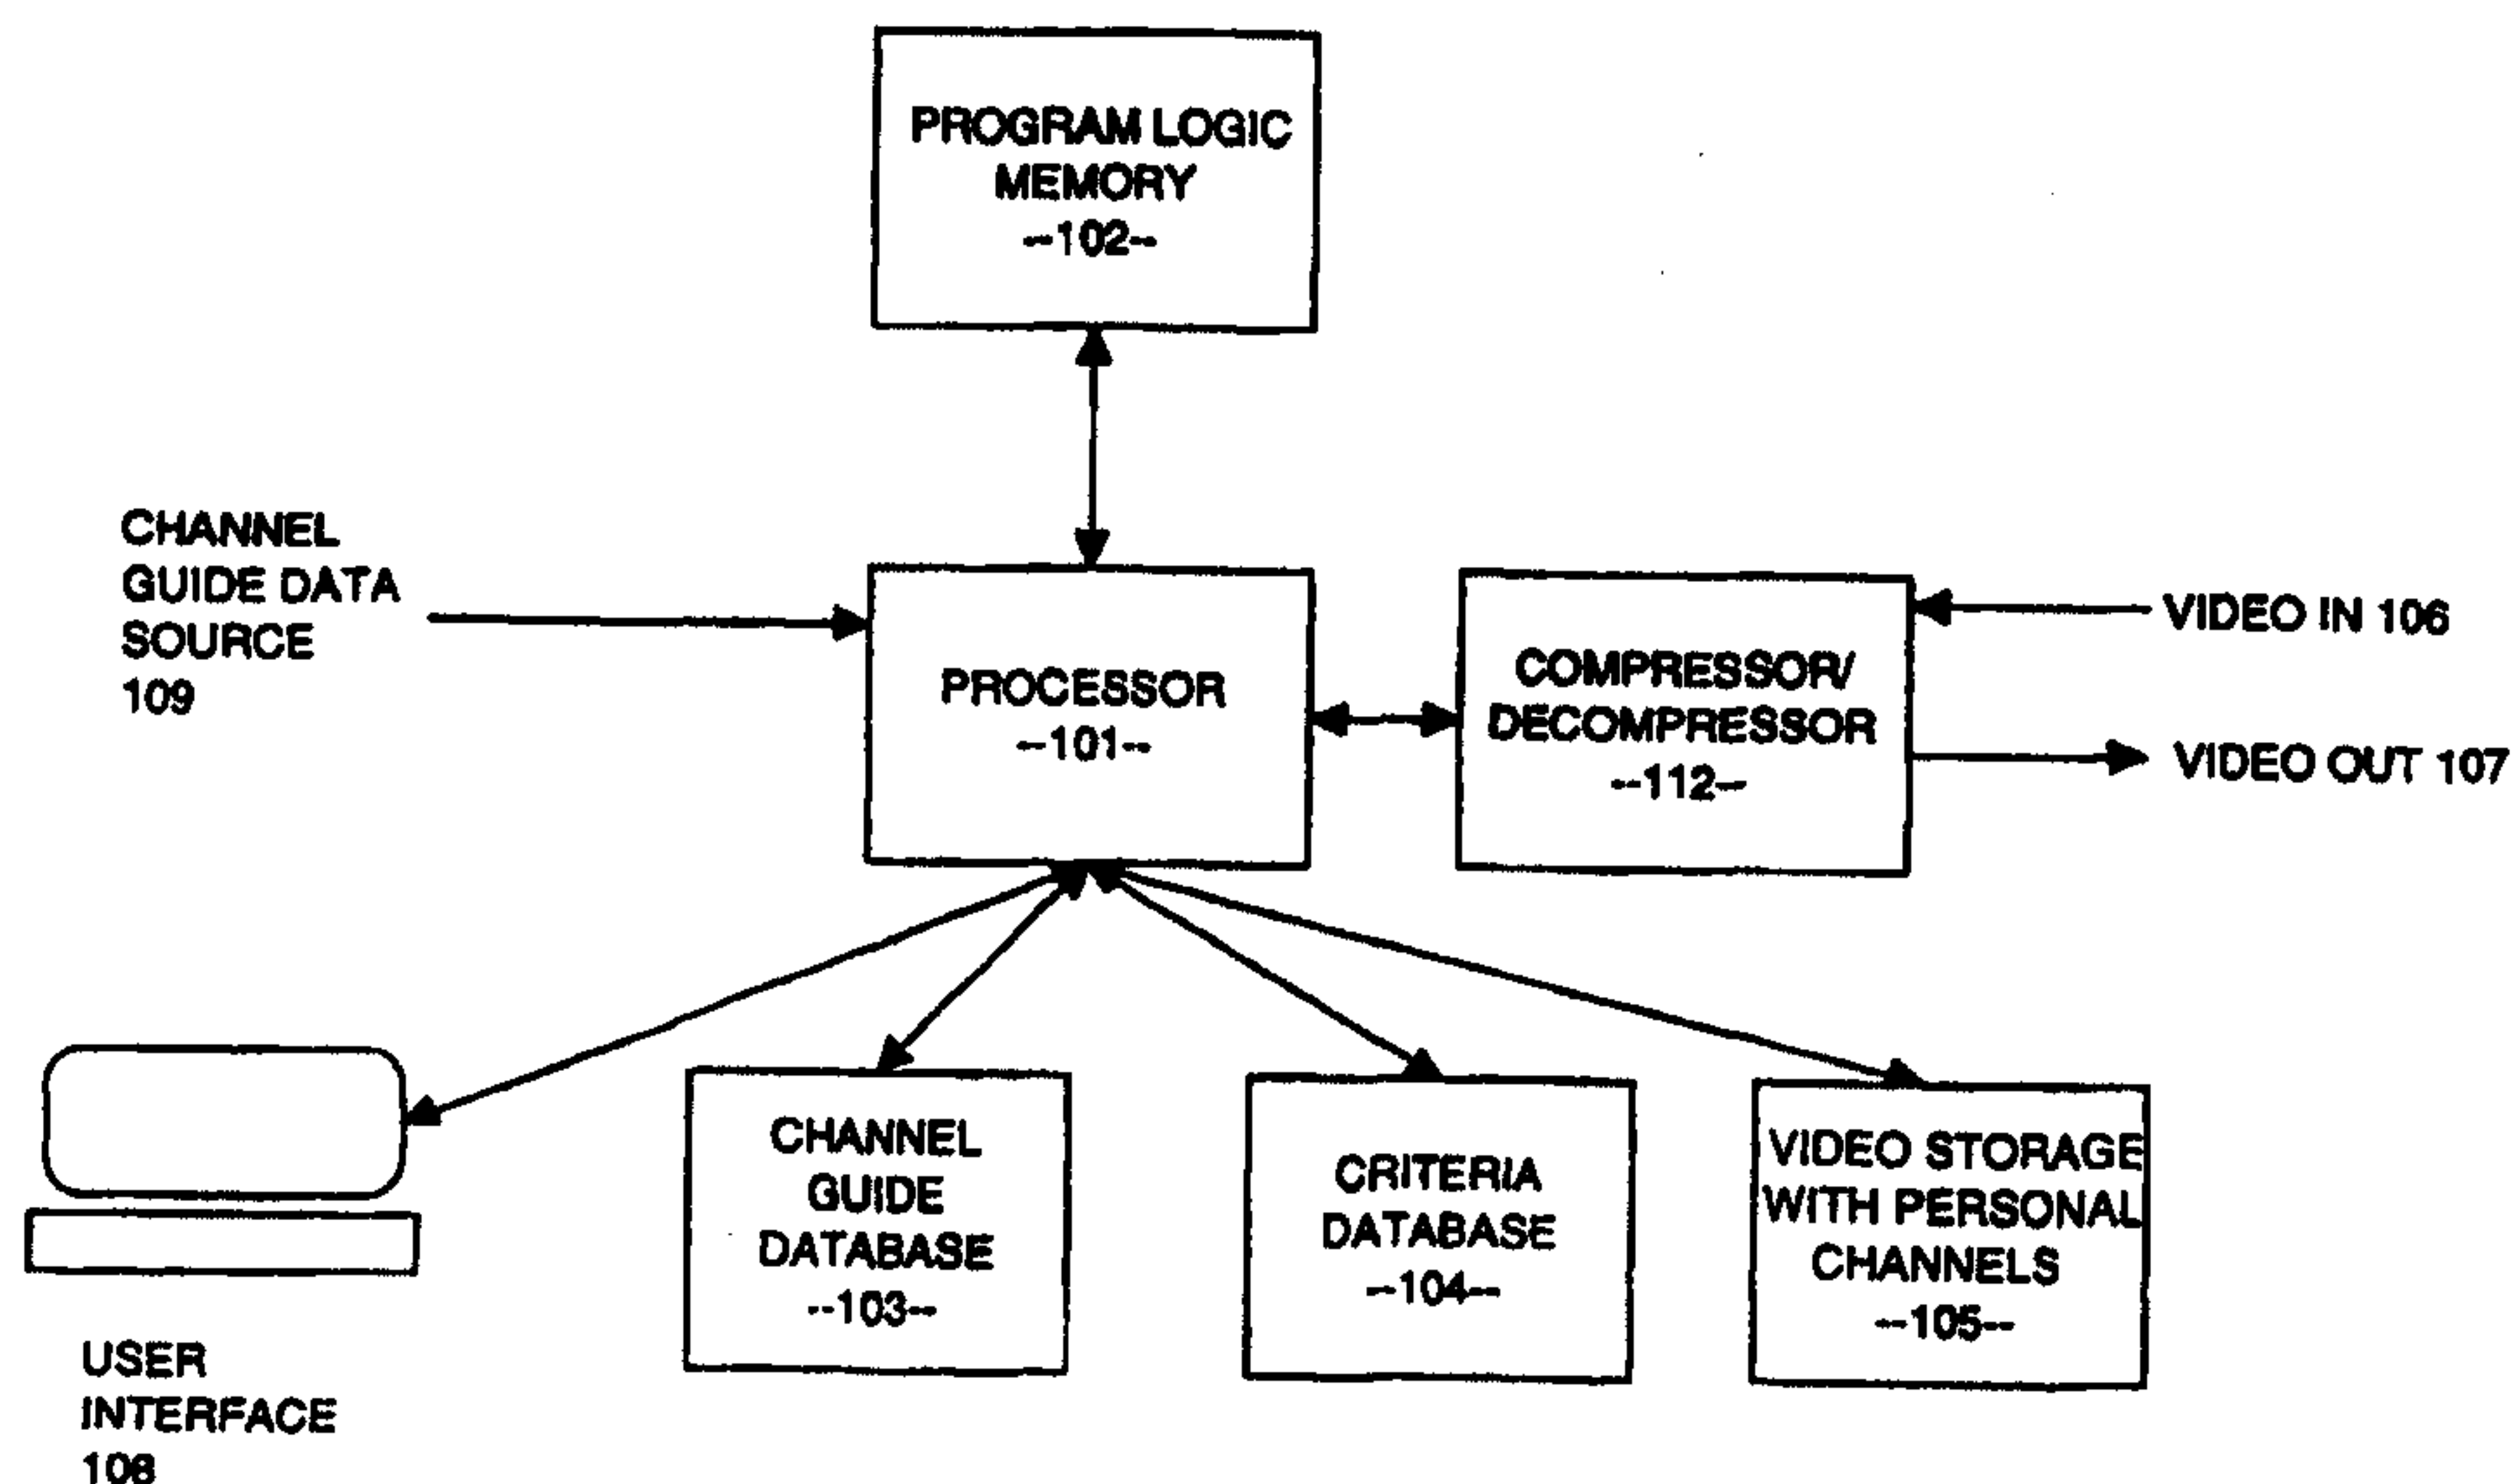 PROGRAM LOGIC
MEMORY
--102--
CHANNEL
GUIDE DATA
SOURCE
109
PROCESSOR
--101--
COMPRESSOR/
DECOMPRESSOR
--112--
VIDEO IN 106
VIDEO OUT 107
USER
INTERFACE
108
CHANNEL
GUIDE
DATABASE
--103--
CRITERIA
DATABASE
--104--
VIDEO STORAGE
WITH PERSONAL
CHANNELS
--105--